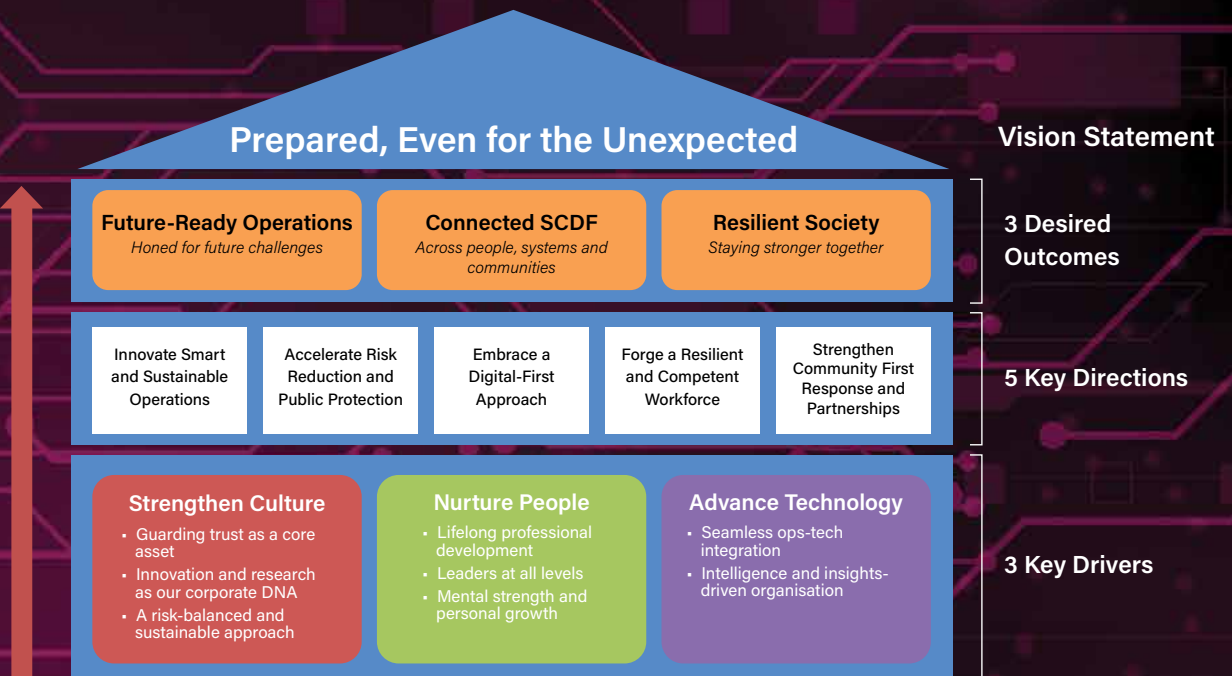 Prepared, Even for the Unexpected
Vision Statement
Future-Ready Operations
Honed for future challenges
Connected SCDF
Across people, systems and
communities
Resilient Society
Staying stronger together
3 Desired
Outcomes
Innovate Smart
and Sustainable
Operations
Accelerate Risk
Reduction and
Public Protection
Embrace a
Digital-First
Approach
Forge a Resilient
and Competent
Workforce
Strengthen
Community First
Response and
Partnerships
5 Key Directions
Strengthen Culture
▪ Guarding trust as a core
asset
▪ Innovation and research
as our corporate DNA
▪ A risk-balanced and
sustainable approach
Nurture People
▪ Lifelong professional
development
▪ Leaders at all levels
▪ Mental strength and
personal growth
Advance Technology
▪ Seamless ops-tech
integration
▪ Intelligence and insights-
driven organisation
3 Key Drivers